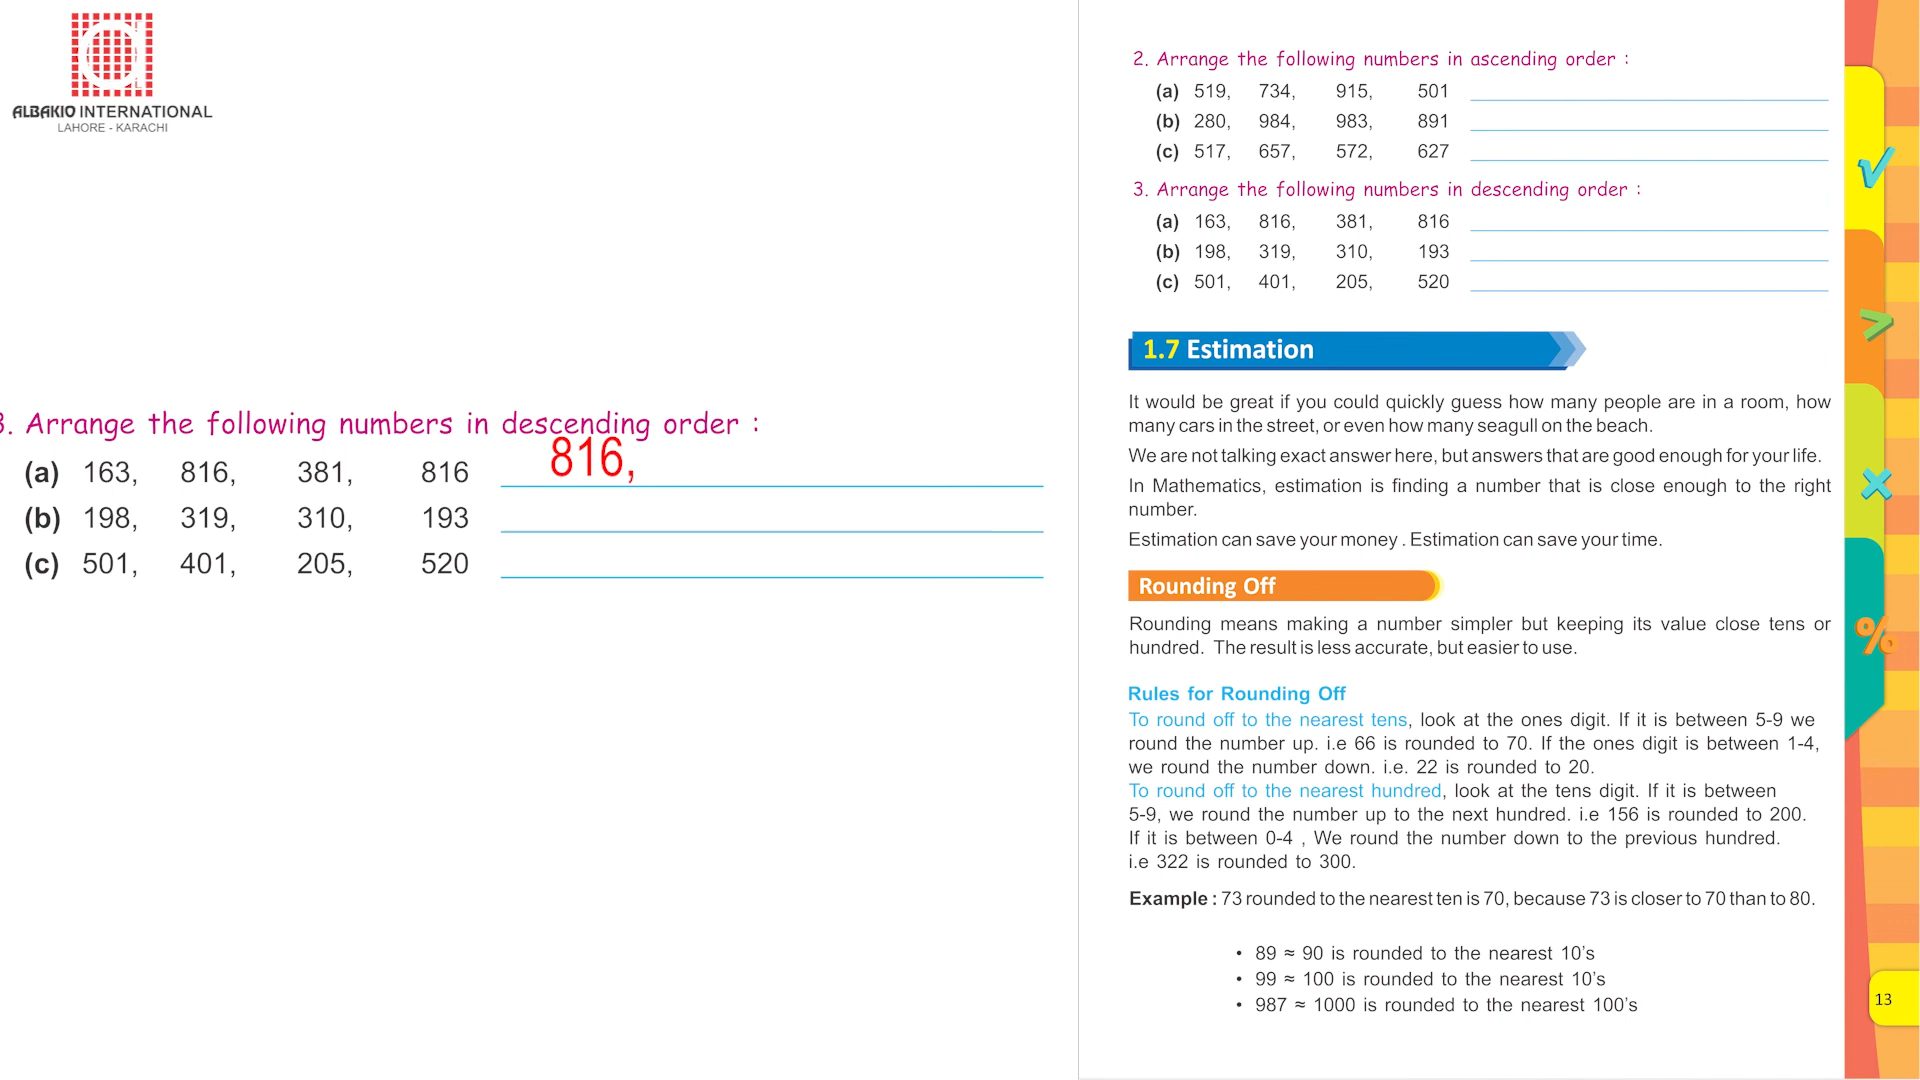 ALBAKIO INTERNATIONAL
LAHORE - KARACHI
3. Arrange the following numbers in descending order :
816,
(a) 163, 816, 381, 816
(b) 198, 319, 310, 193
(c) 501, 401, 205, 520
2. Arrange the following numbers in ascending order :
(a) 519, 734, 915, 501
(b) 280, 984, 983, 891
(c) 517, 657, 572, 627
3. Arrange the following numbers in descending order :
(a) 163, 816, 381, 816
(b) 198, 319, 310, 193
(c) 501, 401, 205, 520
1.7 Estimation
It would be great if you could quickly guess how many people are in a room, how
many cars in the street, or even how many seagull on the beach.
We are not talking exact answer here, but answers that are good enough for your life.
In Mathematics, estimation is finding a number that is close enough to the right
number.
Estimation can save your money . Estimation can save your time.
Rounding Off
Rounding means making a number simpler but keeping its value close tens or
hundred. The result is less accurate, but easier to use.
Rules for Rounding Off
To round off to the nearest tens, look at the ones digit. If it is between 5-9 we
round the number up. i.e 66 is rounded to 70. If the ones digit is between 1-4,
we round the number down. i.e. 22 is rounded to 20.
To round off to the nearest hundred, look at the tens digit. If it is between
5-9, we round the number up to the next hundred. i.e 156 is rounded to 200.
If it is between 0-4 , We round the number down to the previous hundred.
i.e 322 is rounded to 300.
Example : 73 rounded to the nearest ten is 70, because 73 is closer to 70 than to 80.
• 89 ≈ 90 is rounded to the nearest 10's
• 99 ≈ 100 is rounded to the nearest 10's
• 987 ≈ 1000 is rounded to the nearest 100's
√
>
×
%
13